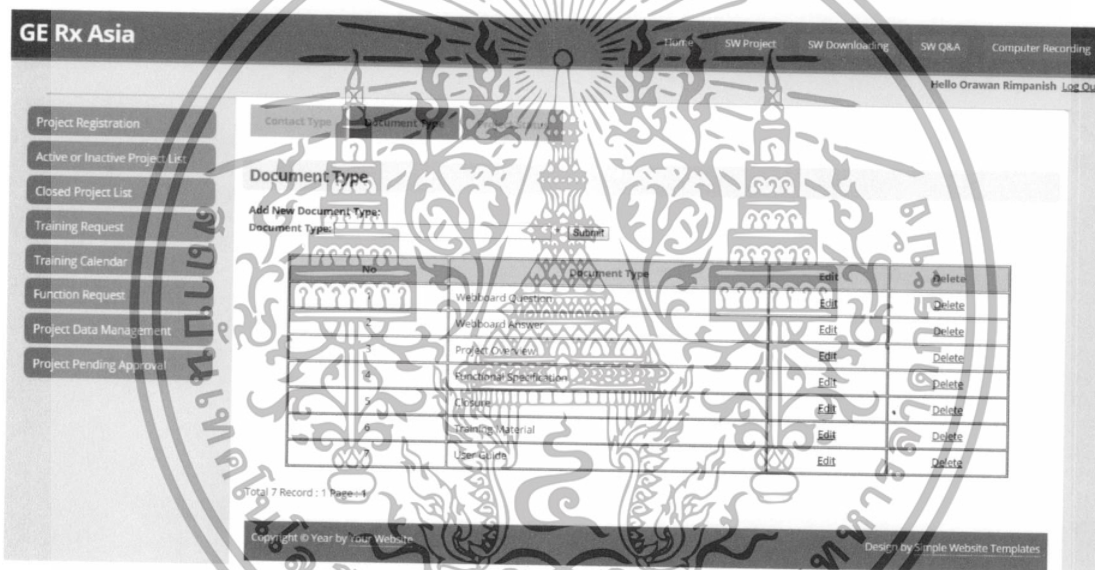 GE Rx Asia
Home SW Project SW Downloading SW Q&A Computer Recording
Hello Orawan Rimpanish Log Ou
Project Registration
Active or Inactive Project List
Closed Project List
Training Request
Training Calendar
Function Request
Project Data Management
Project Pending Approval
Contact Type Document Type
Document Type
Add New Document Type:
Document Type: * Submit
No Document Type Edit Delete
1 Webboard Question Edit Delete
2 Webboard Answer Edit Delete
3 Project Overview Edit Delete
4 Functional Specification Edit Delete
5 Closure Edit Delete
6 Training Material Edit Delete
7 User Guide Edit Delete
Total 7 Record : 1 Page : 1
Copyright © Year by Your Website
Design by Simple Website Templates